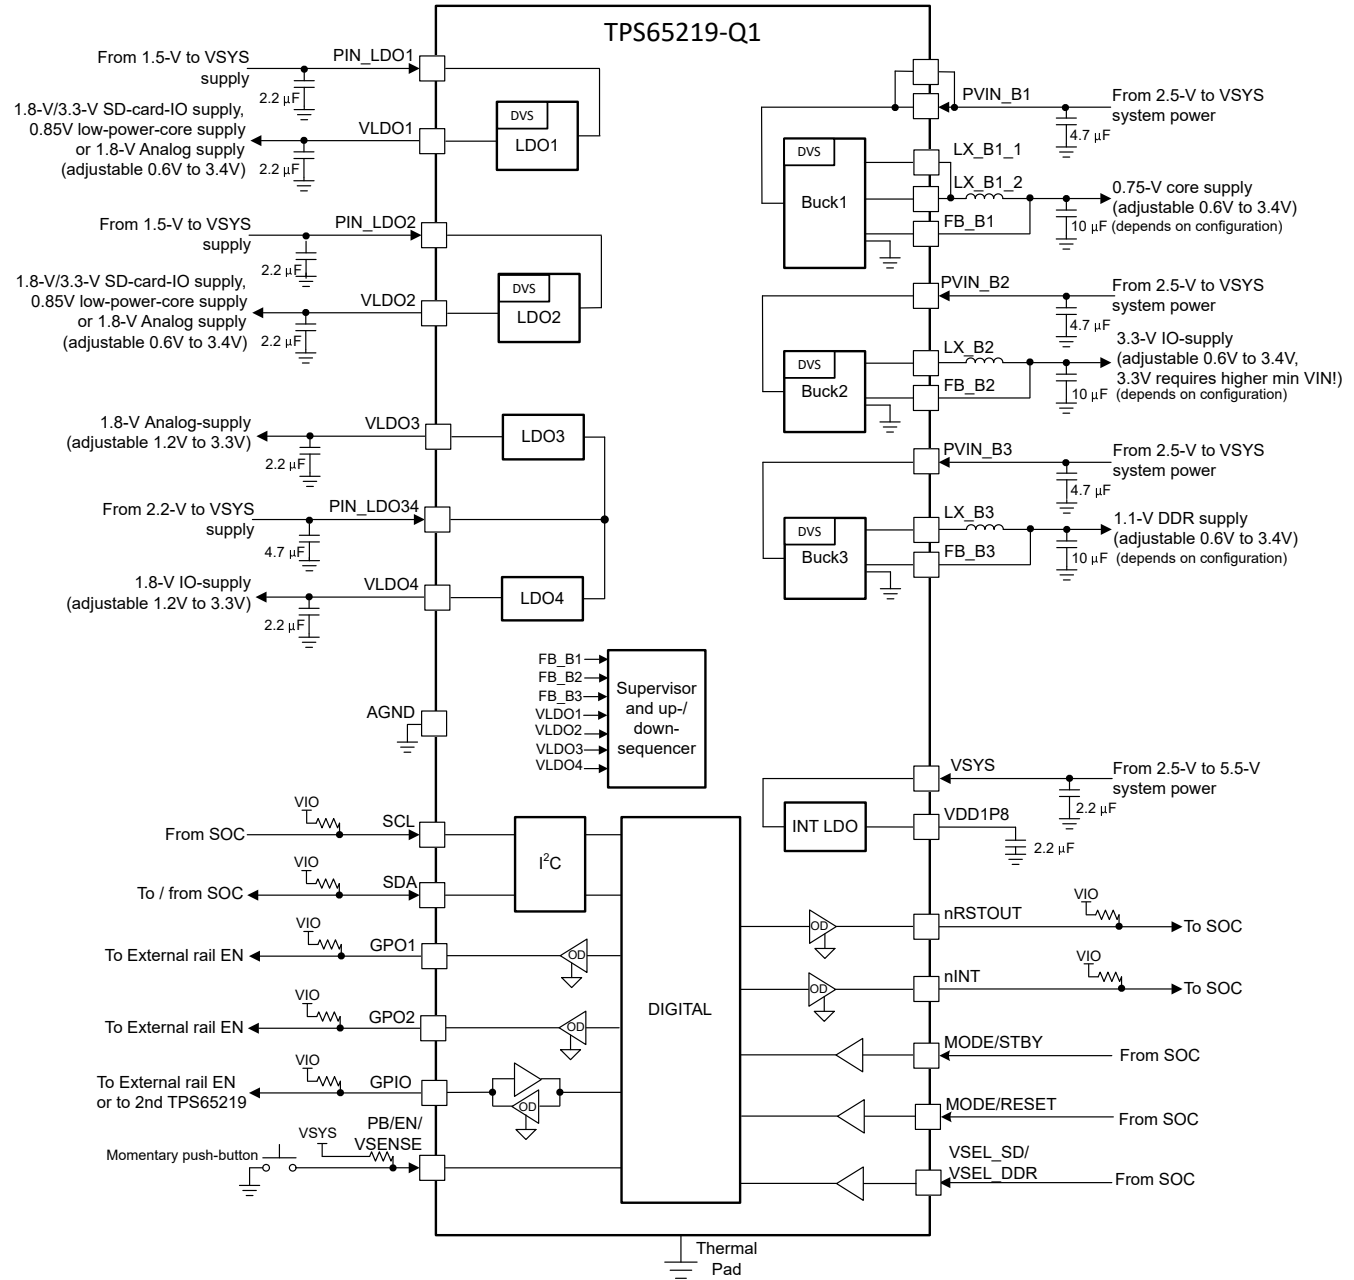 TPS65219-Q1
From 1.5-V to VSYS
supply
PIN_LDO1
2.2 μF
1.8-V/3.3-V SD-card-IO supply,
0.85V low-power-core supply
or 1.8-V Analog supply
(adjustable 0.6V to 3.4V)
VLDO1
2.2 μF
DVS
LDO1
From 1.5-V to VSYS
supply
PIN_LDO2
2.2 μF
1.8-V/3.3-V SD-card-IO supply,
0.85V low-power-core supply
or 1.8-V Analog supply
(adjustable 0.6V to 3.4V)
VLDO2
2.2 μF
DVS
LDO2
1.8-V Analog-supply
(adjustable 1.2V to 3.3V)
VLDO3
2.2 μF
LDO3
From 2.2-V to VSYS
supply
PIN_LDO34
4.7 μF
1.8-V IO-supply
(adjustable 1.2V to 3.3V)
VLDO4
2.2 μF
LDO4
FB_B1
FB_B2
FB_B3
VLDO1
VLDO2
VLDO3
VLDO4
Supervisor
and up-/
down-
sequencer
AGND
From SOC
VIO
SCL
To / from SOC
VIO
SDA
I²C
To External rail EN
VIO
GPO1
OD
To External rail EN
VIO
GPO2
OD
To External rail EN
or to 2nd TPS65219
VIO
GPIO
OD
Momentary push-button
VSYS
PB/EN/
VSENSE
DIGITAL
PVIN_B1
From 2.5-V to VSYS
system power
4.7 μF
DVS
Buck1
LX_B1_1
LX_B1_2
FB_B1
0.75-V core supply
(adjustable 0.6V to 3.4V)
10 μF (depends on configuration)
PVIN_B2
From 2.5-V to VSYS
system power
4.7 μF
DVS
Buck2
LX_B2
FB_B2
3.3-V IO-supply
(adjustable 0.6V to 3.4V,
3.3V requires higher min VIN!)
10 μF (depends on configuration)
PVIN_B3
From 2.5-V to VSYS
system power
4.7 μF
DVS
Buck3
LX_B3
FB_B3
1.1-V DDR supply
(adjustable 0.6V to 3.4V)
10 μF (depends on configuration)
VSYS
From 2.5-V to 5.5-V
system power
2.2 μF
INT LDO
VDD1P8
2.2 μF
OD
nRSTOUT
VIO
To SOC
OD
nINT
VIO
To SOC
MODE/STBY
From SOC
MODE/RESET
From SOC
VSEL_SD/
VSEL_DDR
From SOC
Thermal
Pad